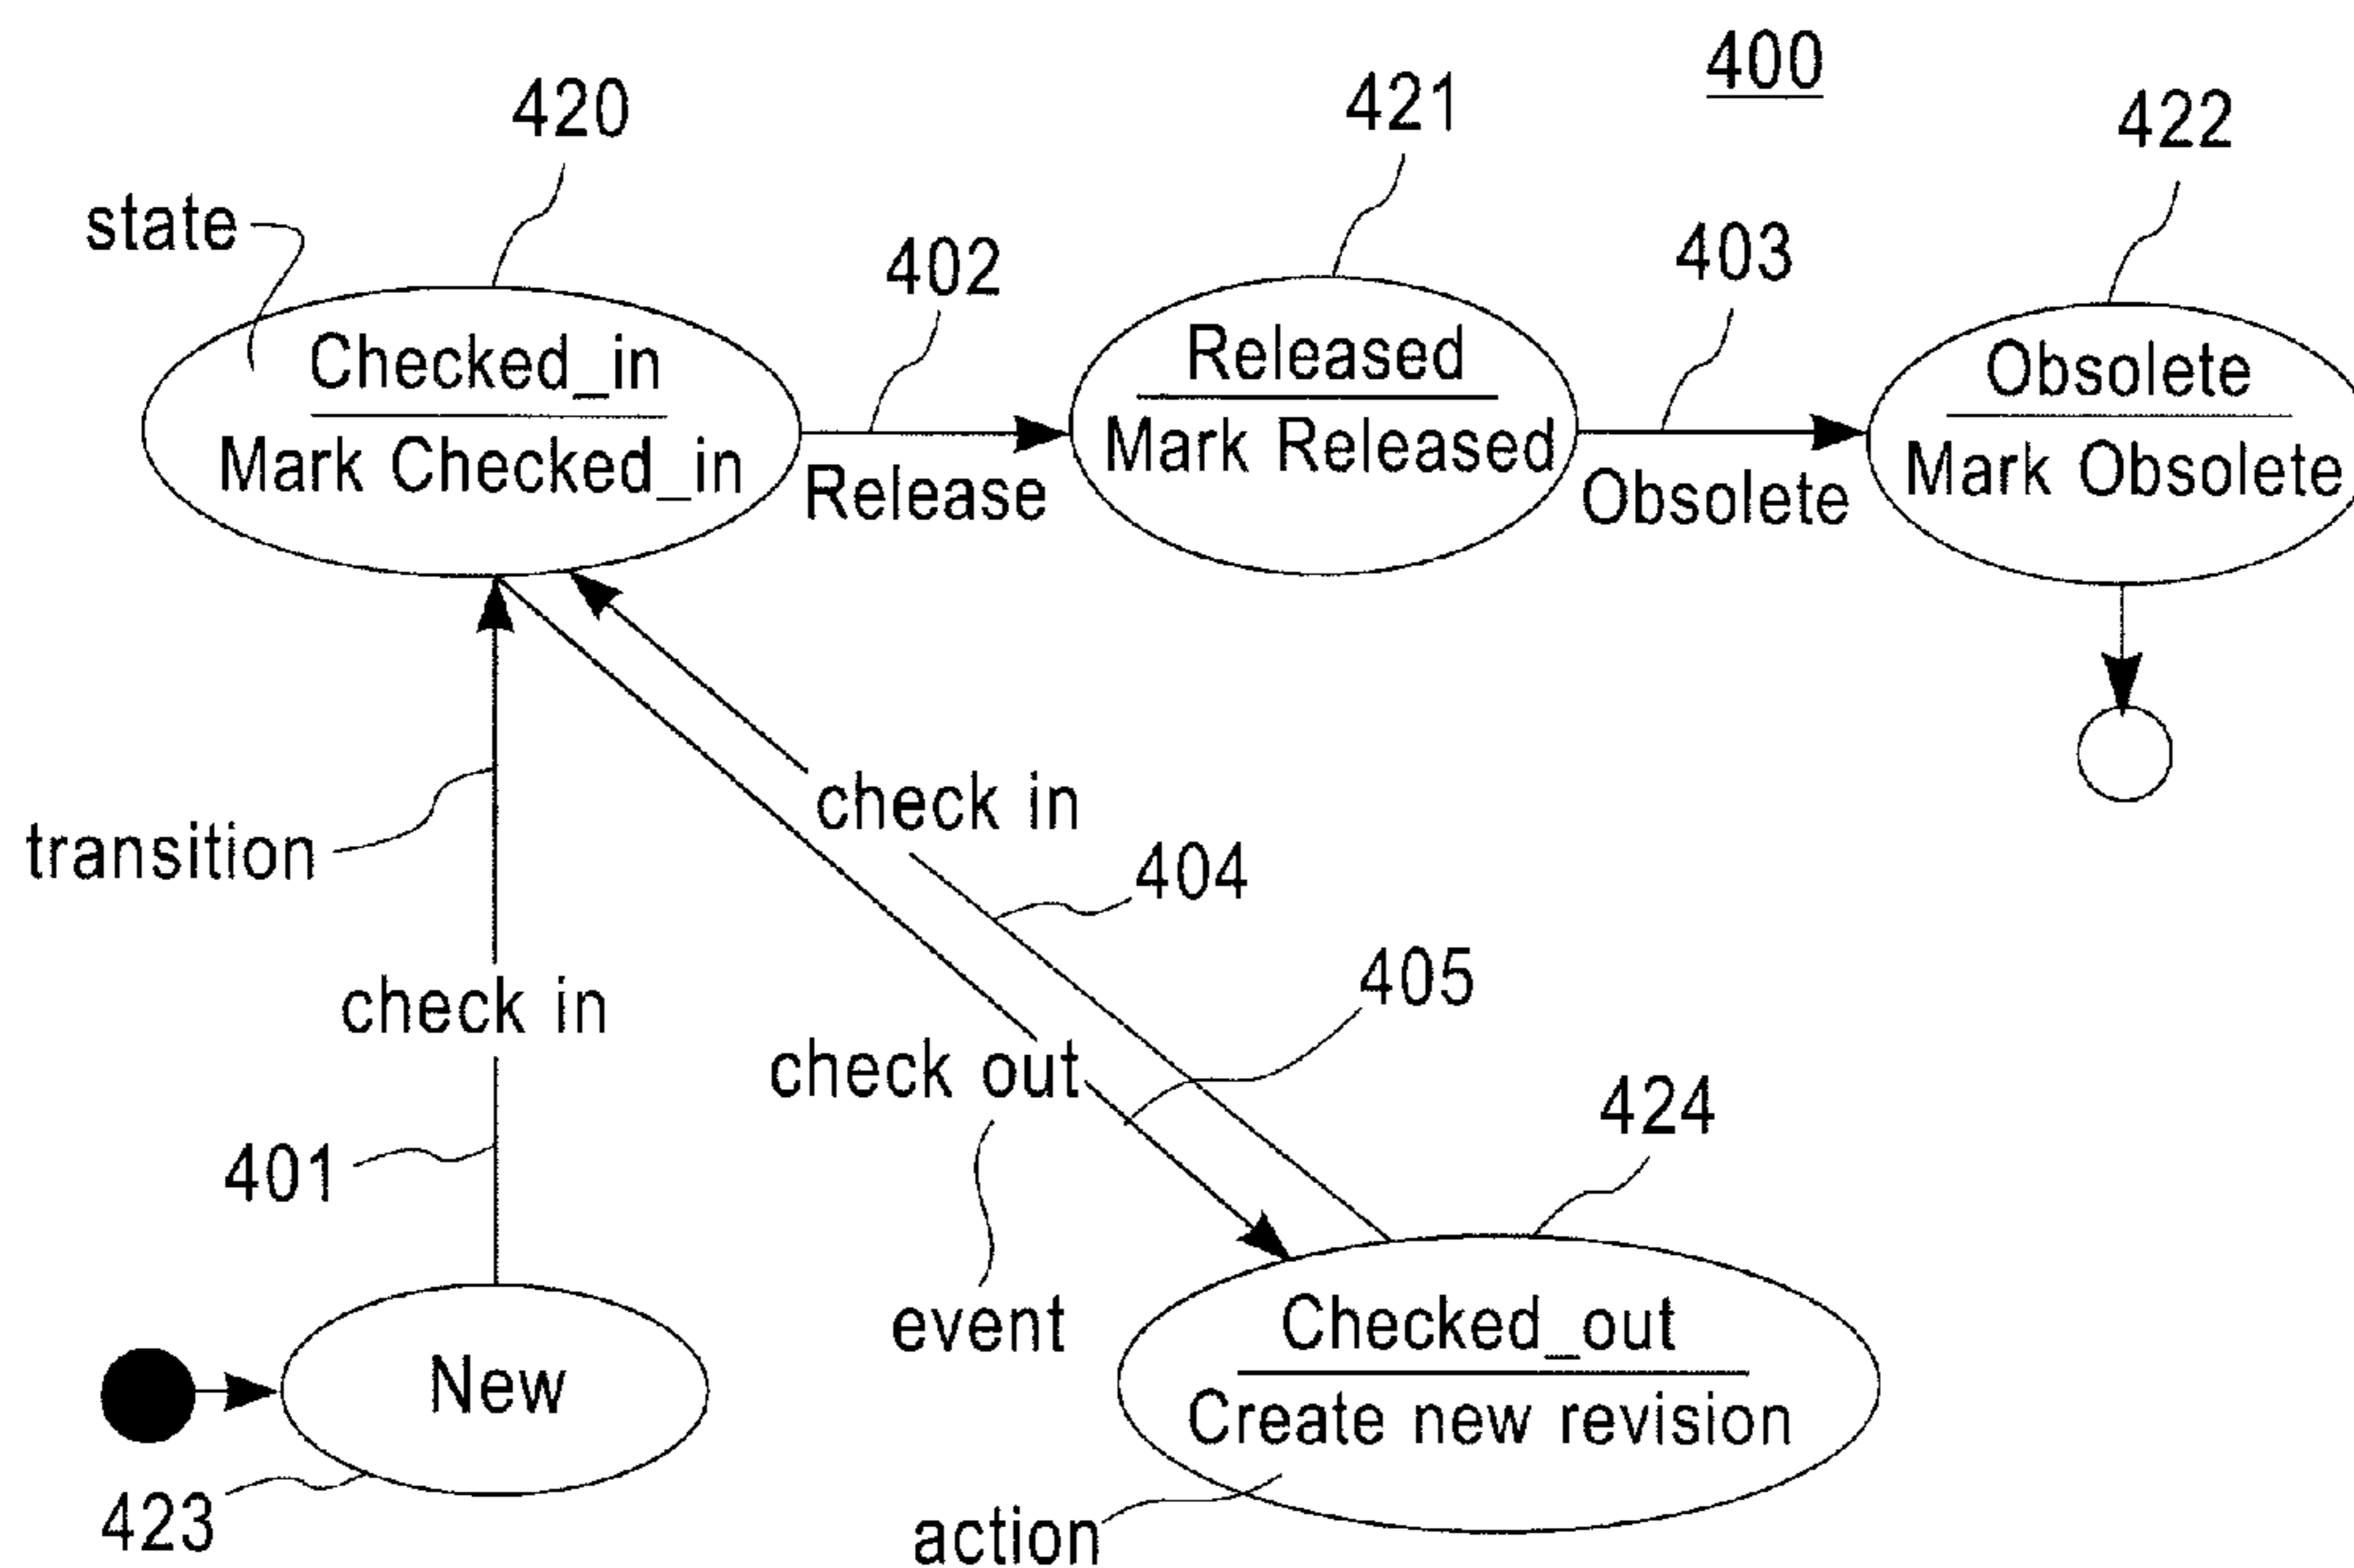 400
420
421
422
state
402
403
Checked_in
Mark Checked_in
Released
Mark Released
Obsolete
Mark Obsolete
Release
Obsolete
check in
transition
404
check in
405
check out
401
424
event
Checked_out
Create new revision
New
423
action